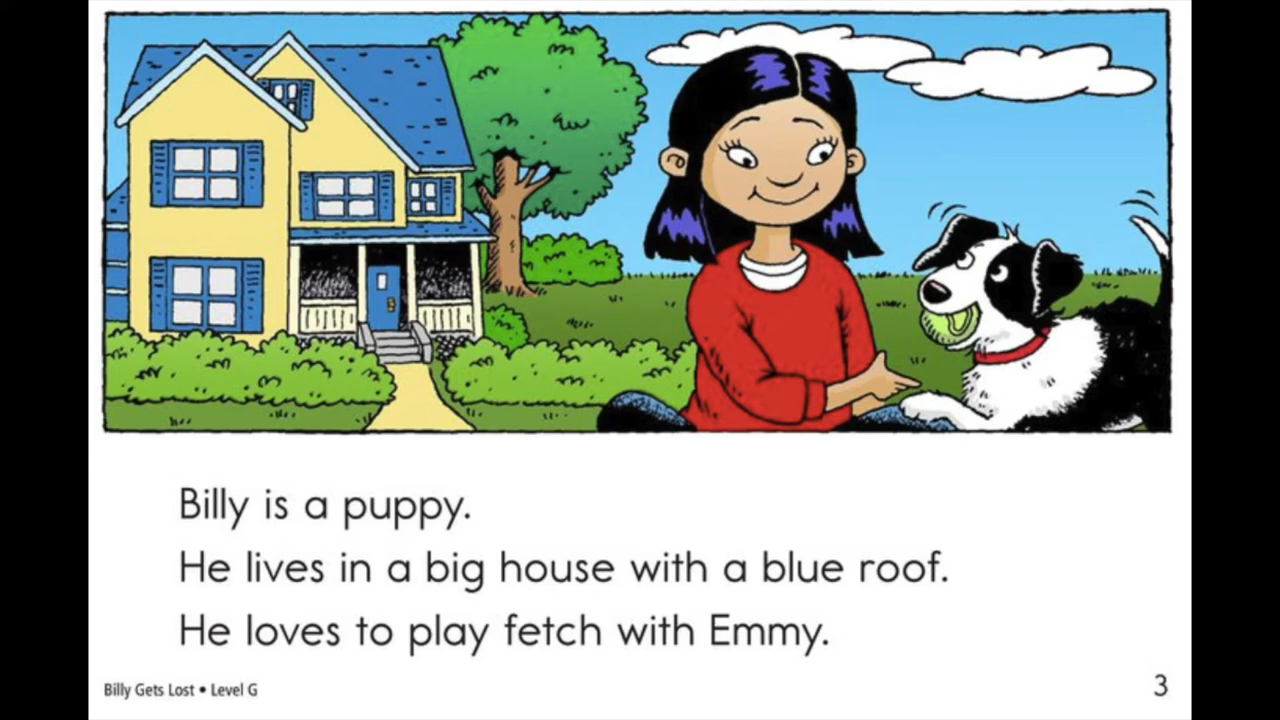 Billy is a puppy.
He lives in a big house with a blue roof.
He loves to play fetch with Emmy.
Billy Gets Lost • Level G
3